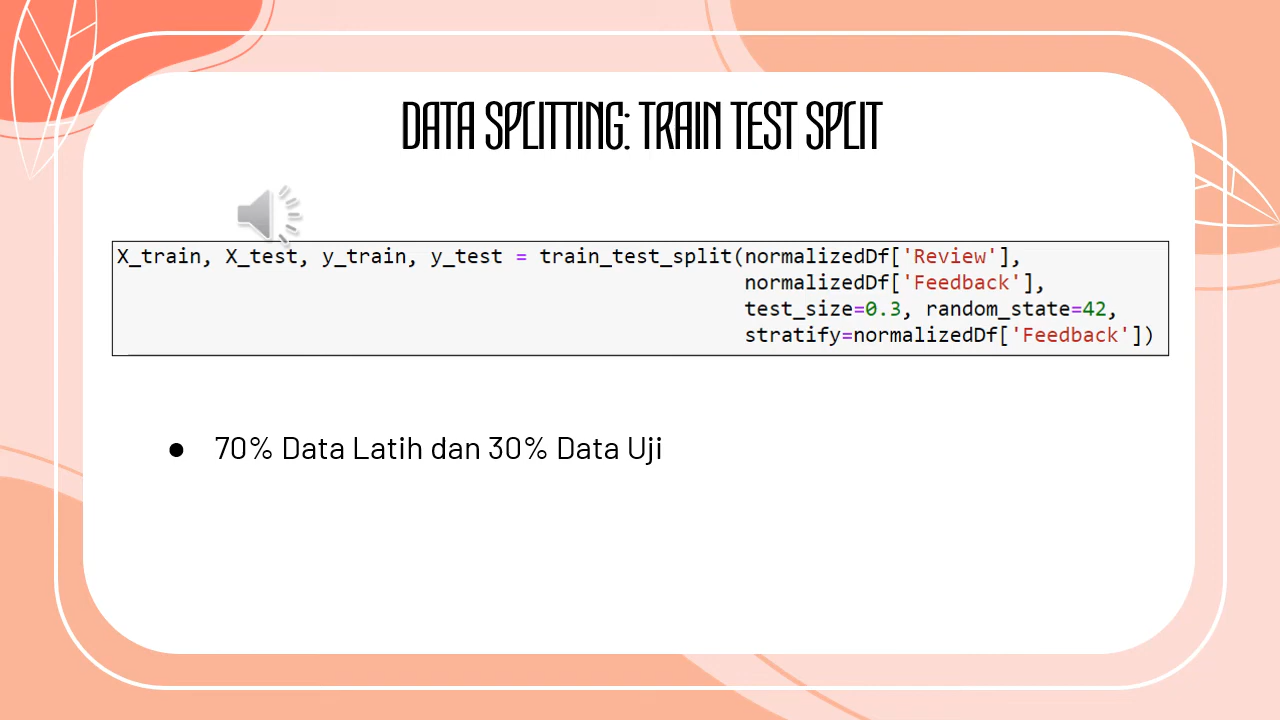 DATA SPLITTING: TRAIN TEST SPLIT
X_train, X_test, y_train, y_test = train_test_split(normalizedDf['Review'],
normalizedDf['Feedback'],
test_size=0.3, random_state=42,
stratify=normalizedDf['Feedback'])
● 70% Data Latih dan 30% Data Uji